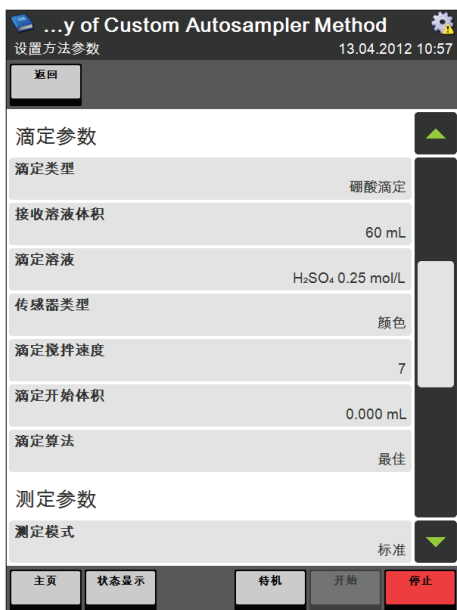 ...y of Custom Autosampler Method
设置方法参数 13.04.2012 10:57
返回
滴定参数
滴定类型
硼酸滴定
接收溶液体积
60 mL
滴定溶液
H₂SO₄ 0.25 mol/L
传感器类型
颜色
滴定搅拌速度
7
滴定开始体积
0.000 mL
滴定算法
最佳
测定参数
测定模式
标准
主页 状态显示 待机 开始 停止